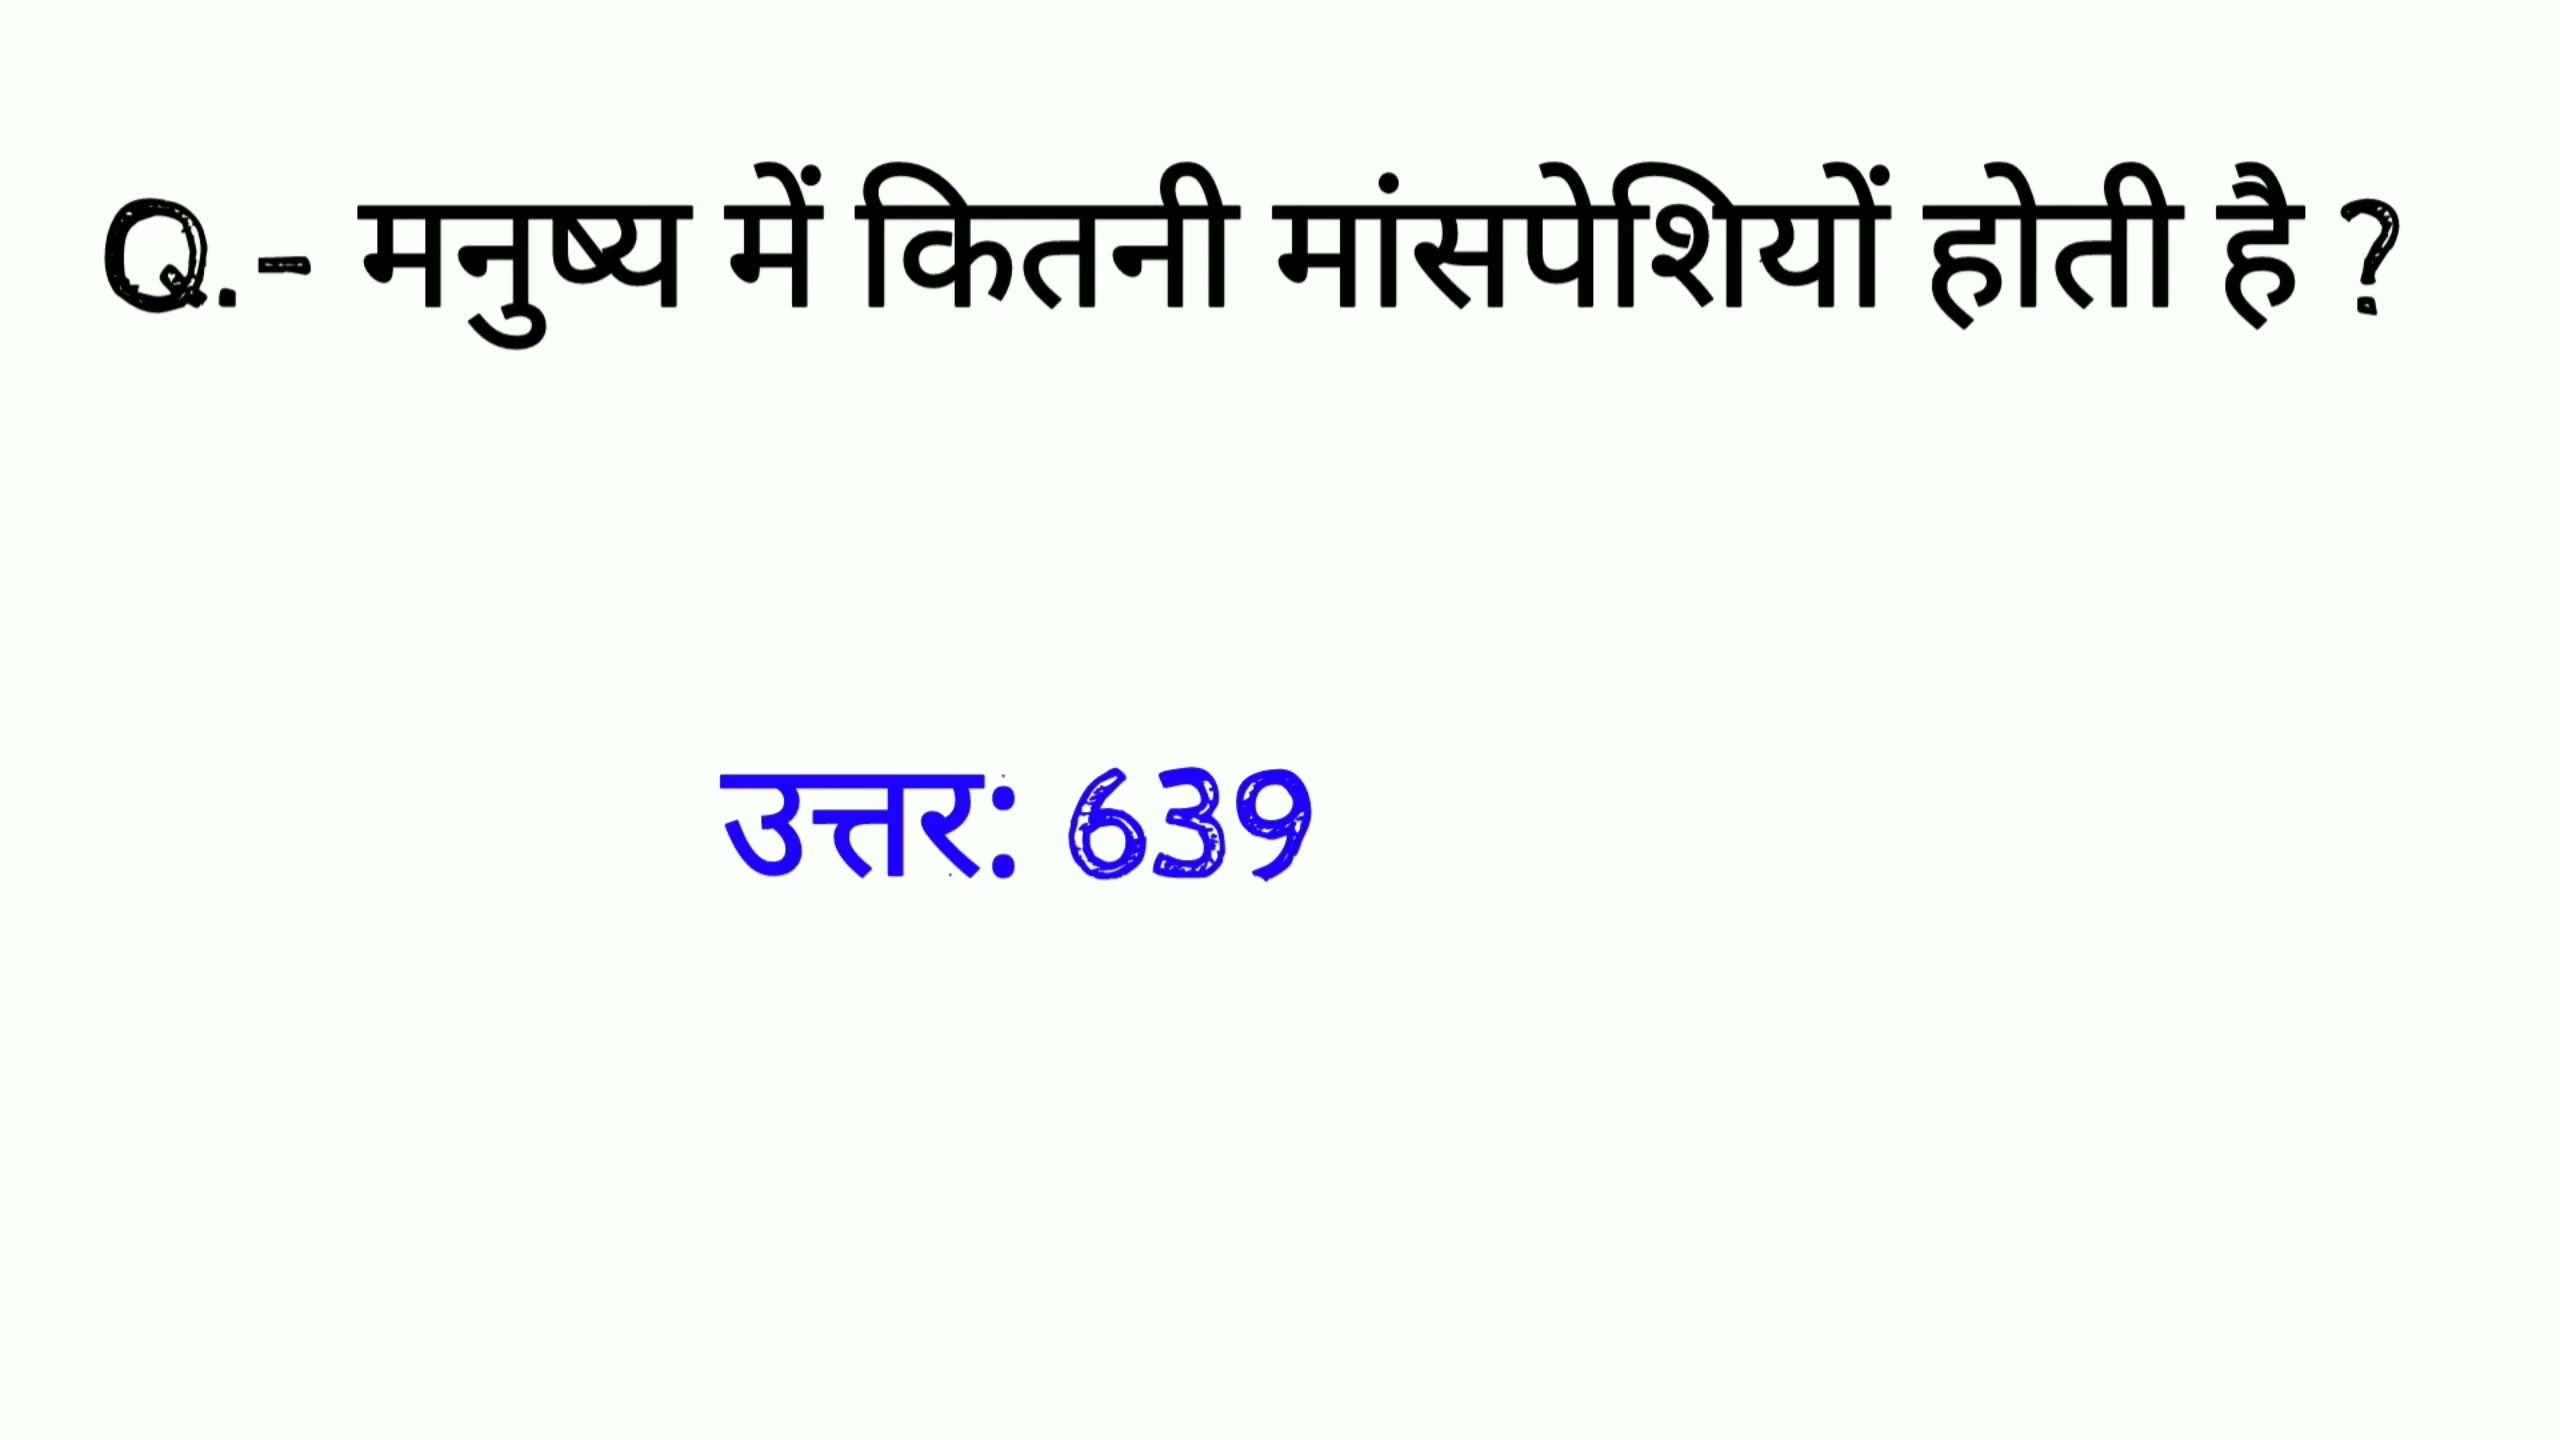 Q.- मनुष्य में कितनी मांसपेशियों होती है ?
उत्तर: 639